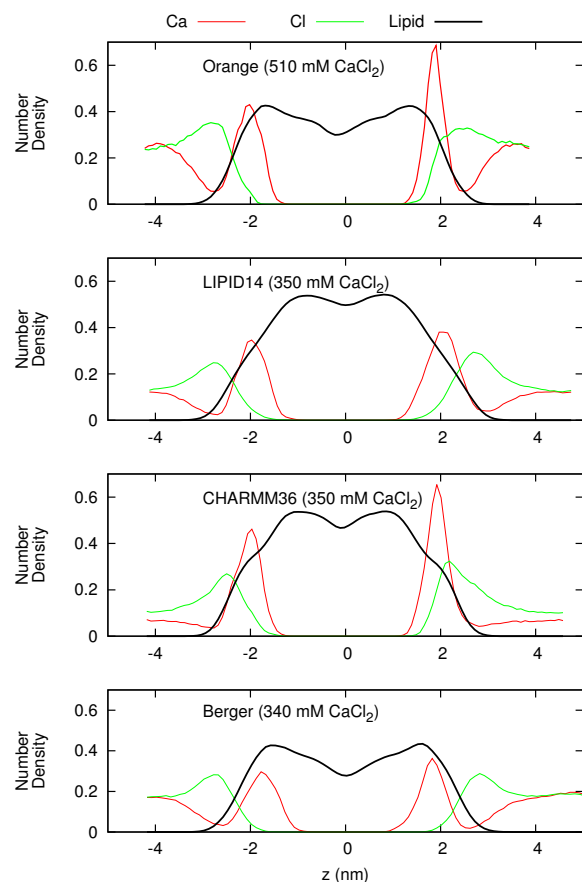 Ca Cl Lipid
Orange (510 mM CaCl₂)
Number
Density
0.6
0.4
0.2
0
-4 -2 0 2 4
LIPID14 (350 mM CaCl₂)
Number
Density
0.6
0.4
0.2
0
-4 -2 0 2 4
CHARMM36 (350 mM CaCl₂)
Number
Density
0.6
0.4
0.2
0
-4 -2 0 2 4
Berger (340 mM CaCl₂)
Number
Density
0.6
0.4
0.2
0
-4 -2 0 2 4
z (nm)